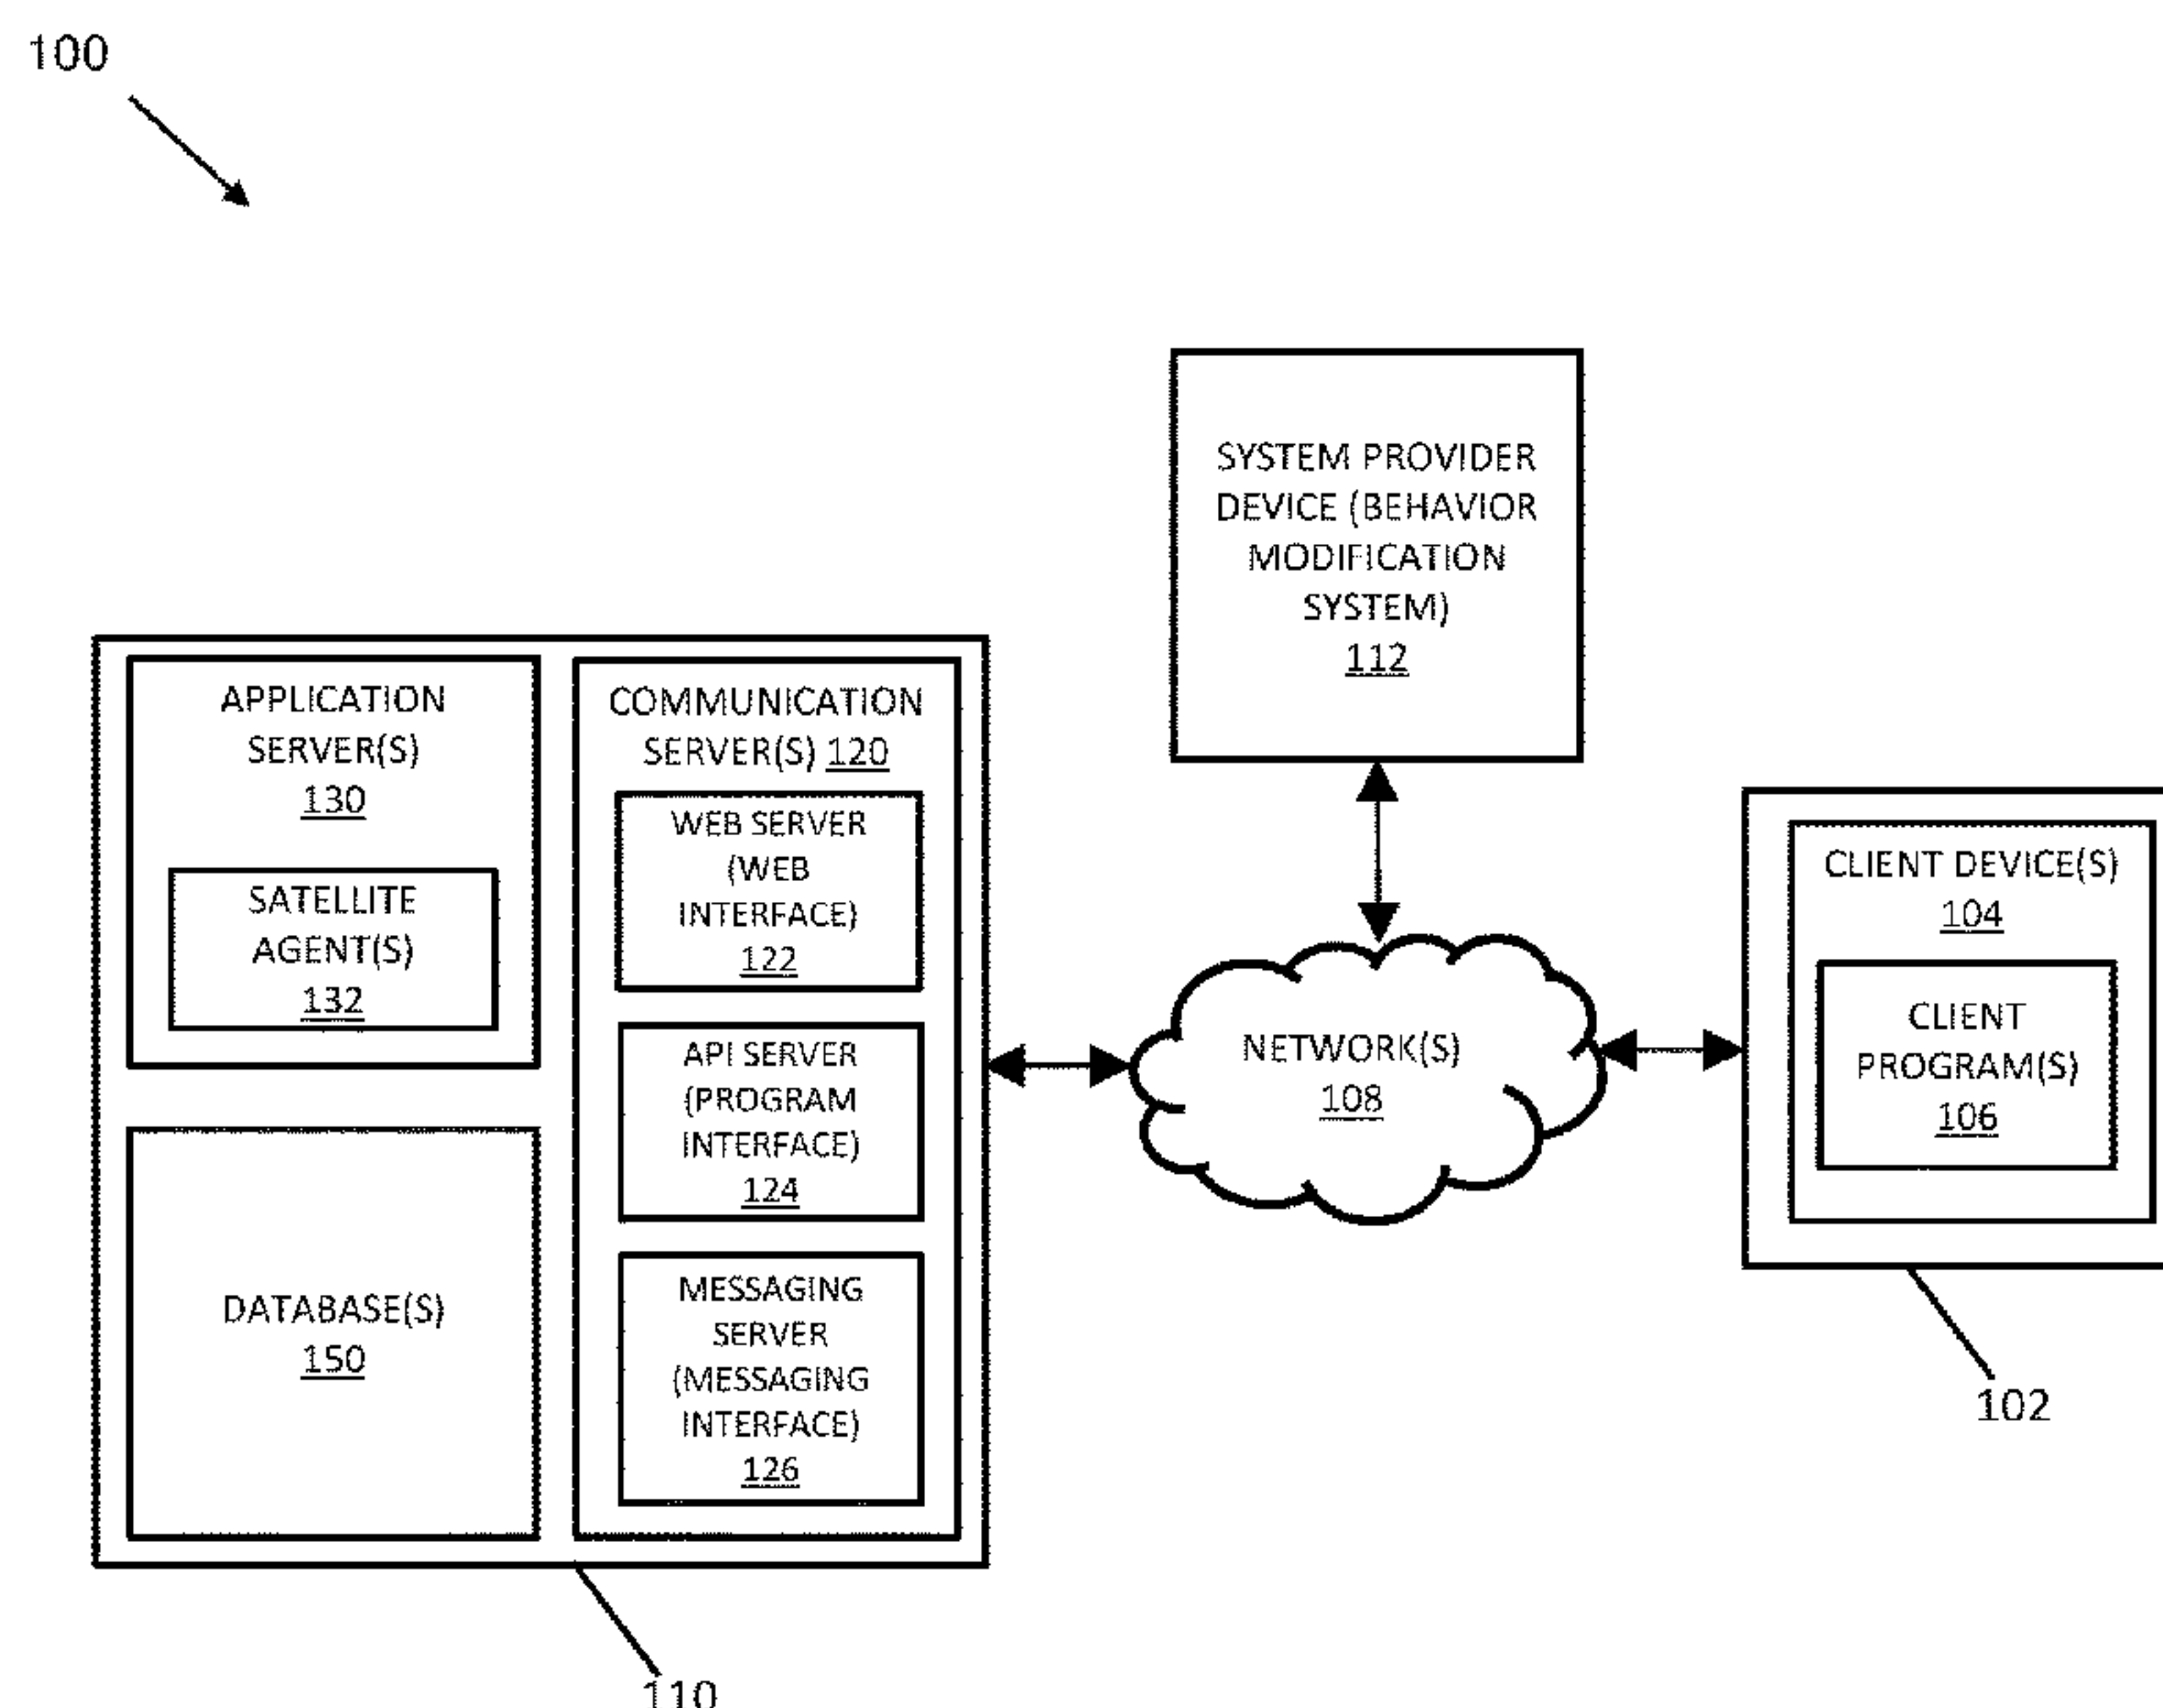 100
SYSTEM PROVIDER
DEVICE (BEHAVIOR
MODIFICATION
SYSTEM)
112
APPLICATION
SERVER(S)
130
SATELLITE
AGENT(S)
132
DATABASE(S)
150
COMMUNICATION
SERVER(S) 120
WEB SERVER
(WEB
INTERFACE)
122
API SERVER
(PROGRAM
INTERFACE)
124
MESSAGING
SERVER
(MESSAGING
INTERFACE)
126
110
NETWORK(S)
108
CLIENT DEVICE(S)
104
CLIENT
PROGRAM(S)
106
102